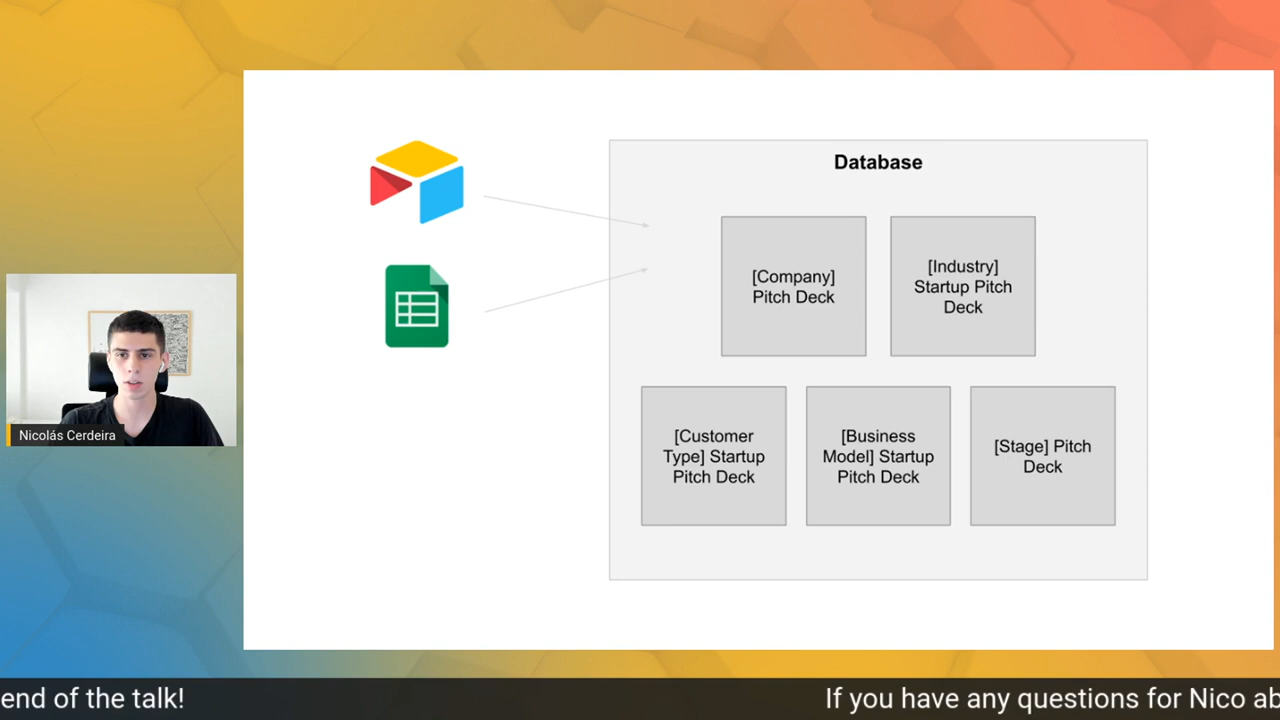 Database
[Company]
Pitch Deck
[Industry]
Startup Pitch
Deck
[Customer
Type] Startup
Pitch Deck
[Business
Model] Startup
Pitch Deck
[Stage] Pitch
Deck
Nicolás Cerdeira
end of the talk!
If you have any questions for Nico ab